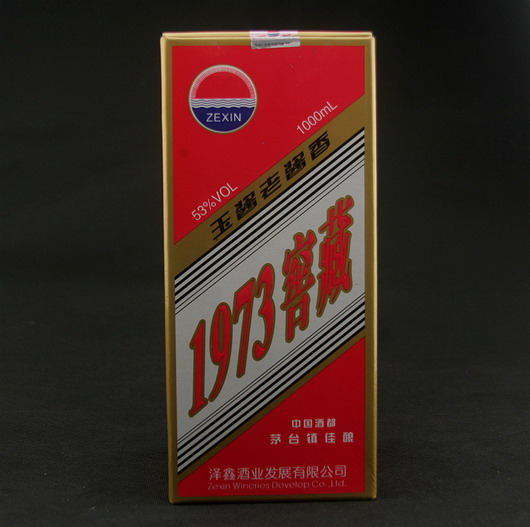 ZEXIN
1000mL
53%VOL
玉酱老酱香
1973窖藏
中国酒都
茅台镇佳酿
泽鑫酒业发展有限公司
Zexin Wineries Develop Co.,Ltd.